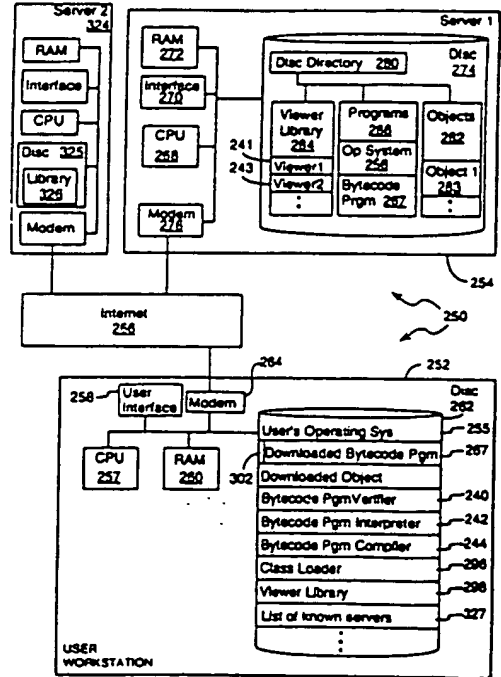 Server 2
324
RAM
Interface
CPU
Disc 325
Library
326
Modem
Server 1
RAM
272
Interface
270
CPU
268
Modem
276
Disc Directory 280
Disc
274
Viewer
Library
284
241
Viewer1
243
Viewer2
Programs
288
Op System
256
Bytecode
Prgm 267
Objects
282
Object 1
283
254
250
Internet
256
252
264
258
User
Interface
Modem
CPU
257
RAM
260
Disc
262
User's Operating Sys
255
302
Downloaded Bytecode Pgm
267
Downloaded Object
Bytecode PgmVerifier
240
Bytecode Pgm Interpreter
242
Bytecode Pgm Compiler
244
Class Loader
296
Viewer Library
298
List of known servers
327
USER
WORKSTATION